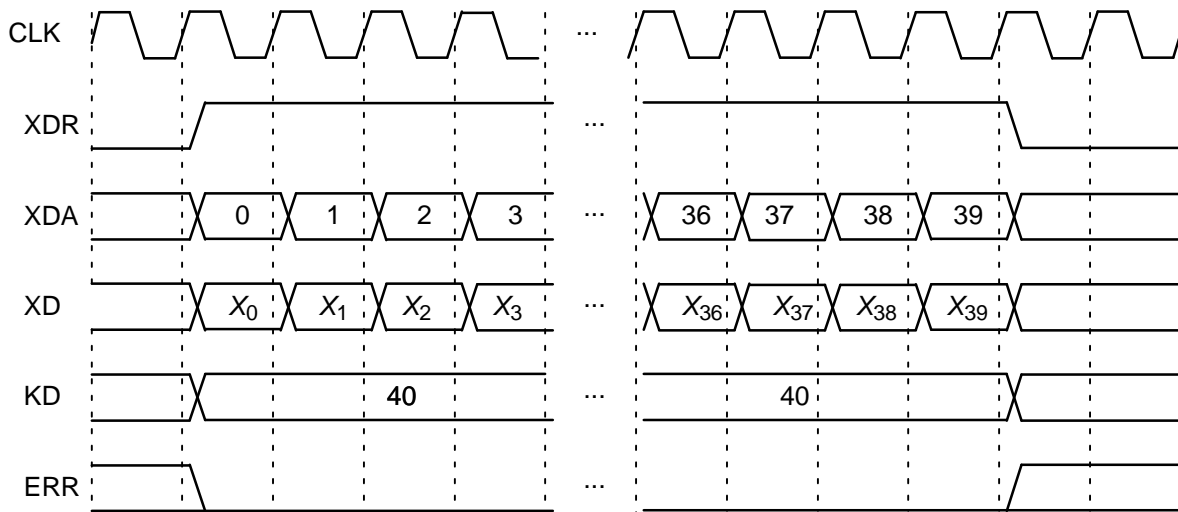 CLK ...
XDR ...
XDA 0 1 2 3 ... 36 37 38 39
XD X0 X1 X2 X3 ... X36 X37 X38 X39
KD 40 ... 40
ERR ...